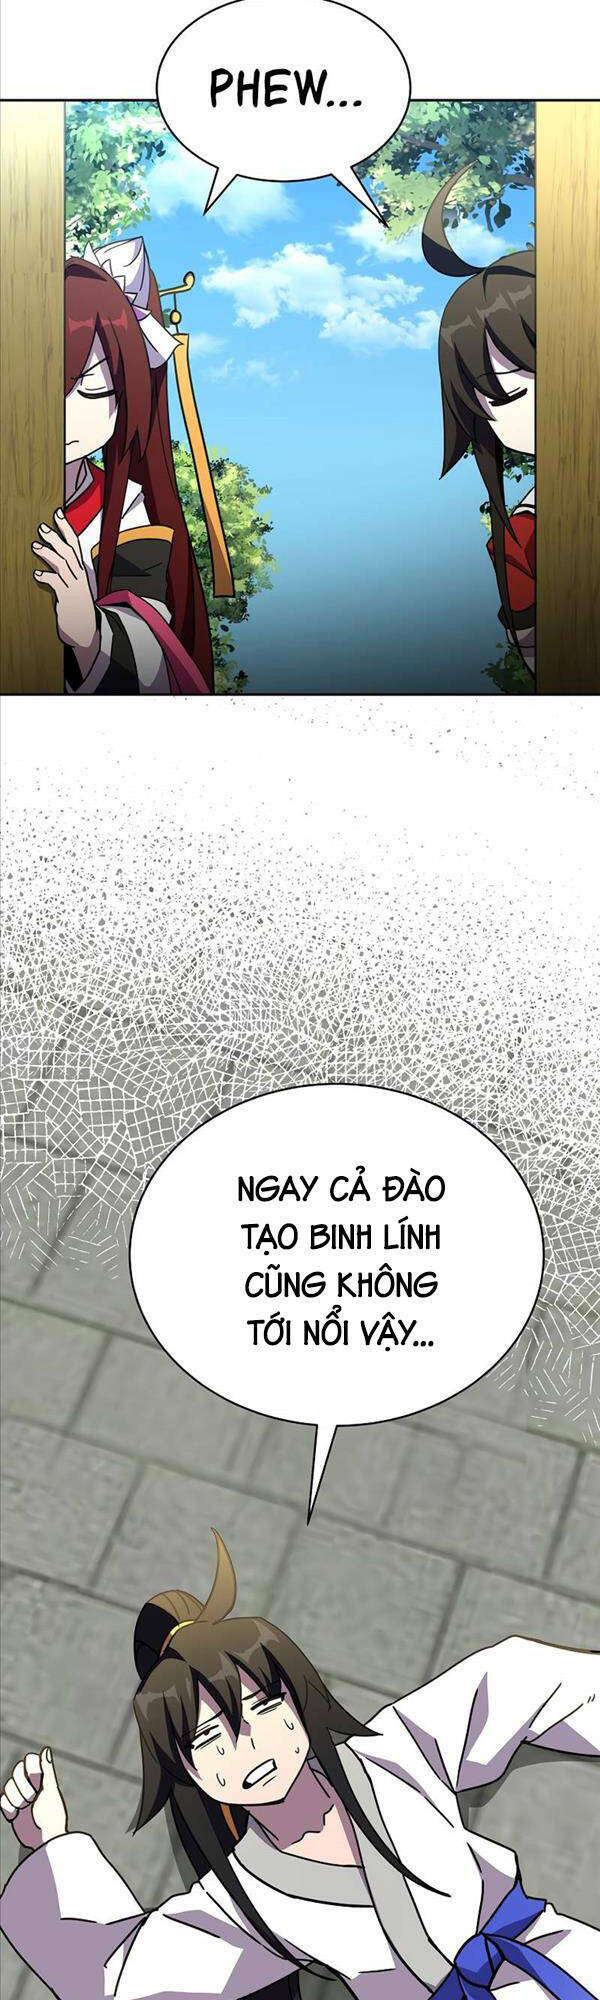 PHEW...
NGAY CẢ ĐÀO
TẠO BINH LÍNH
CŨNG KHÔNG
TỚI NỔI VẬY...